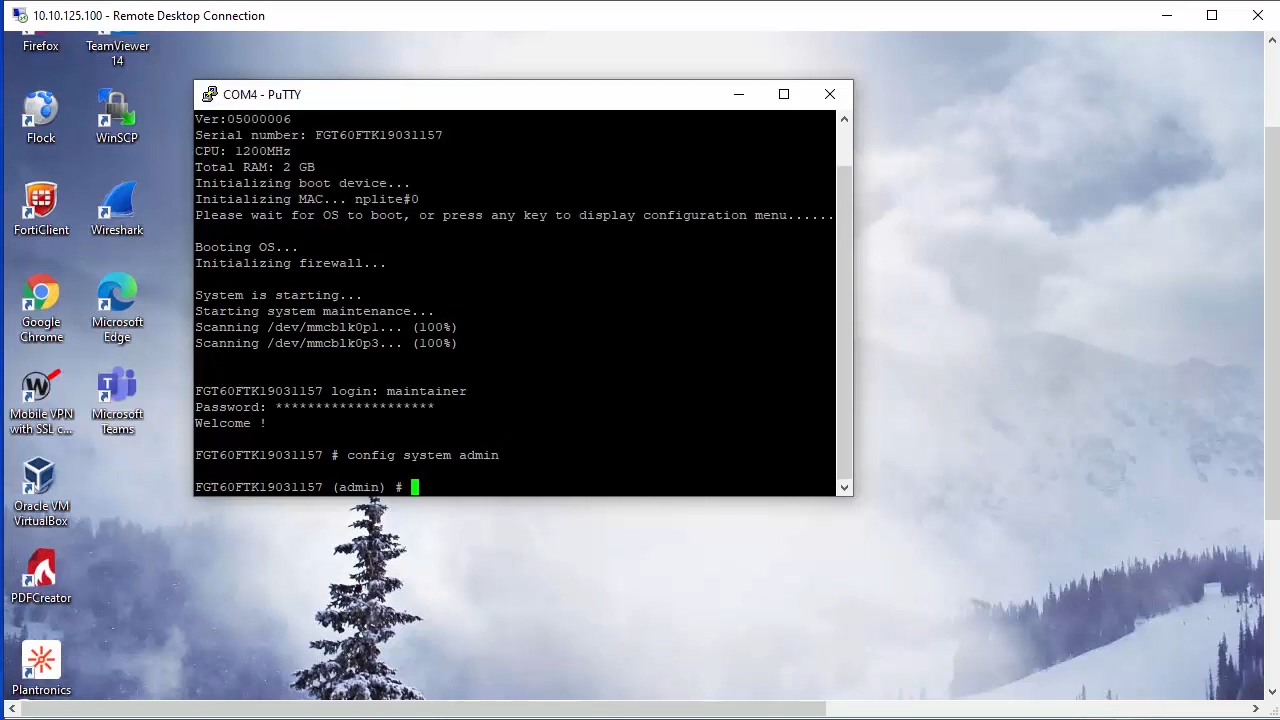 10.10.125.100 - Remote Desktop Connection
Firefox
TeamViewer
14
Flock
WinSCP
FortiClient
Wireshark
Google
Chrome
Microsoft
Edge
Mobile VPN
with SSL c...
Microsoft
Teams
Oracle VM
VirtualBox
PDFCreator
Plantronics
COM4 - PuTTY
Ver:05000006
Serial number: FGT60FTK19031157
CPU: 1200MHz
Total RAM: 2 GB
Initializing boot device...
Initializing MAC... nplite#0
Please wait for OS to boot, or press any key to display configuration menu......
Booting OS...
Initializing firewall...
System is starting...
Starting system maintenance...
Scanning /dev/mmcblk0p1... (100%)
Scanning /dev/mmcblk0p3... (100%)
FGT60FTK19031157 login: maintainer
Password: ********************
Welcome !
FGT60FTK19031157 # config system admin
FGT60FTK19031157 (admin) #